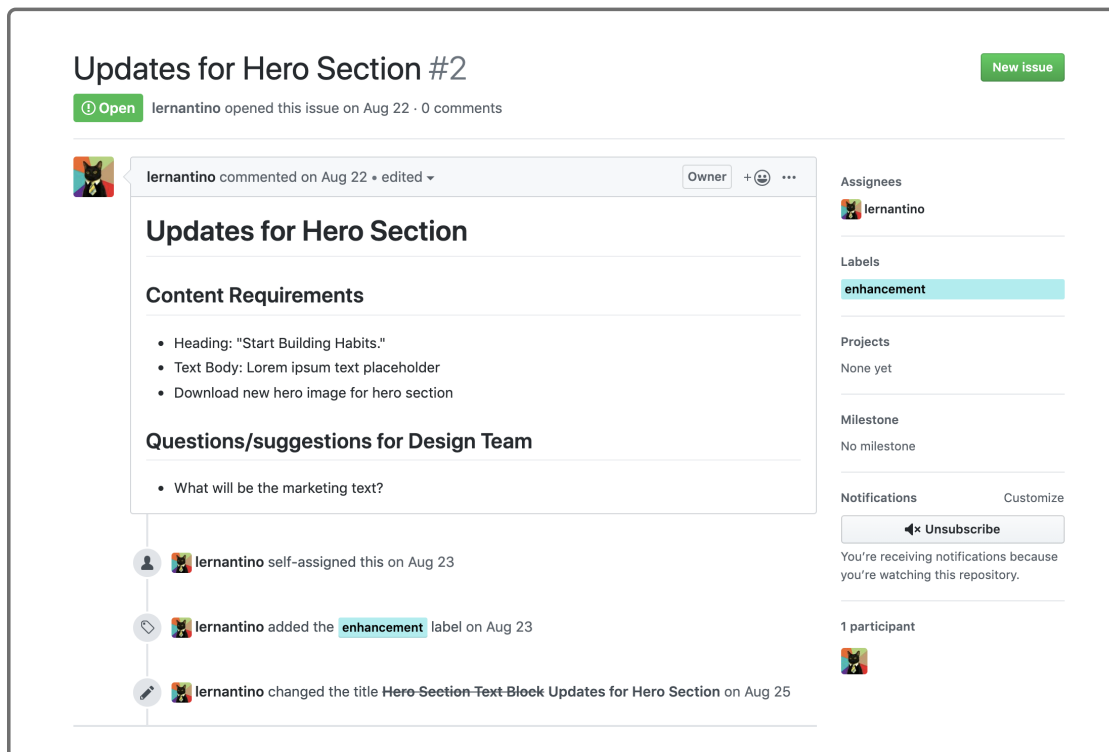 Updates for Hero Section #2
New issue
Open lernantino opened this issue on Aug 22 · 0 comments
lernantino commented on Aug 22 • edited
Owner
Updates for Hero Section
Content Requirements
• Heading: "Start Building Habits."
• Text Body: Lorem ipsum text placeholder
• Download new hero image for hero section
Questions/suggestions for Design Team
• What will be the marketing text?
lernantino self-assigned this on Aug 23
lernantino added the enhancement label on Aug 23
lernantino changed the title Hero Section Text Block Updates for Hero Section on Aug 25
Assignees
lernantino
Labels
enhancement
Projects
None yet
Milestone
No milestone
Notifications Customize
Unsubscribe
You're receiving notifications because
you're watching this repository.
1 participant